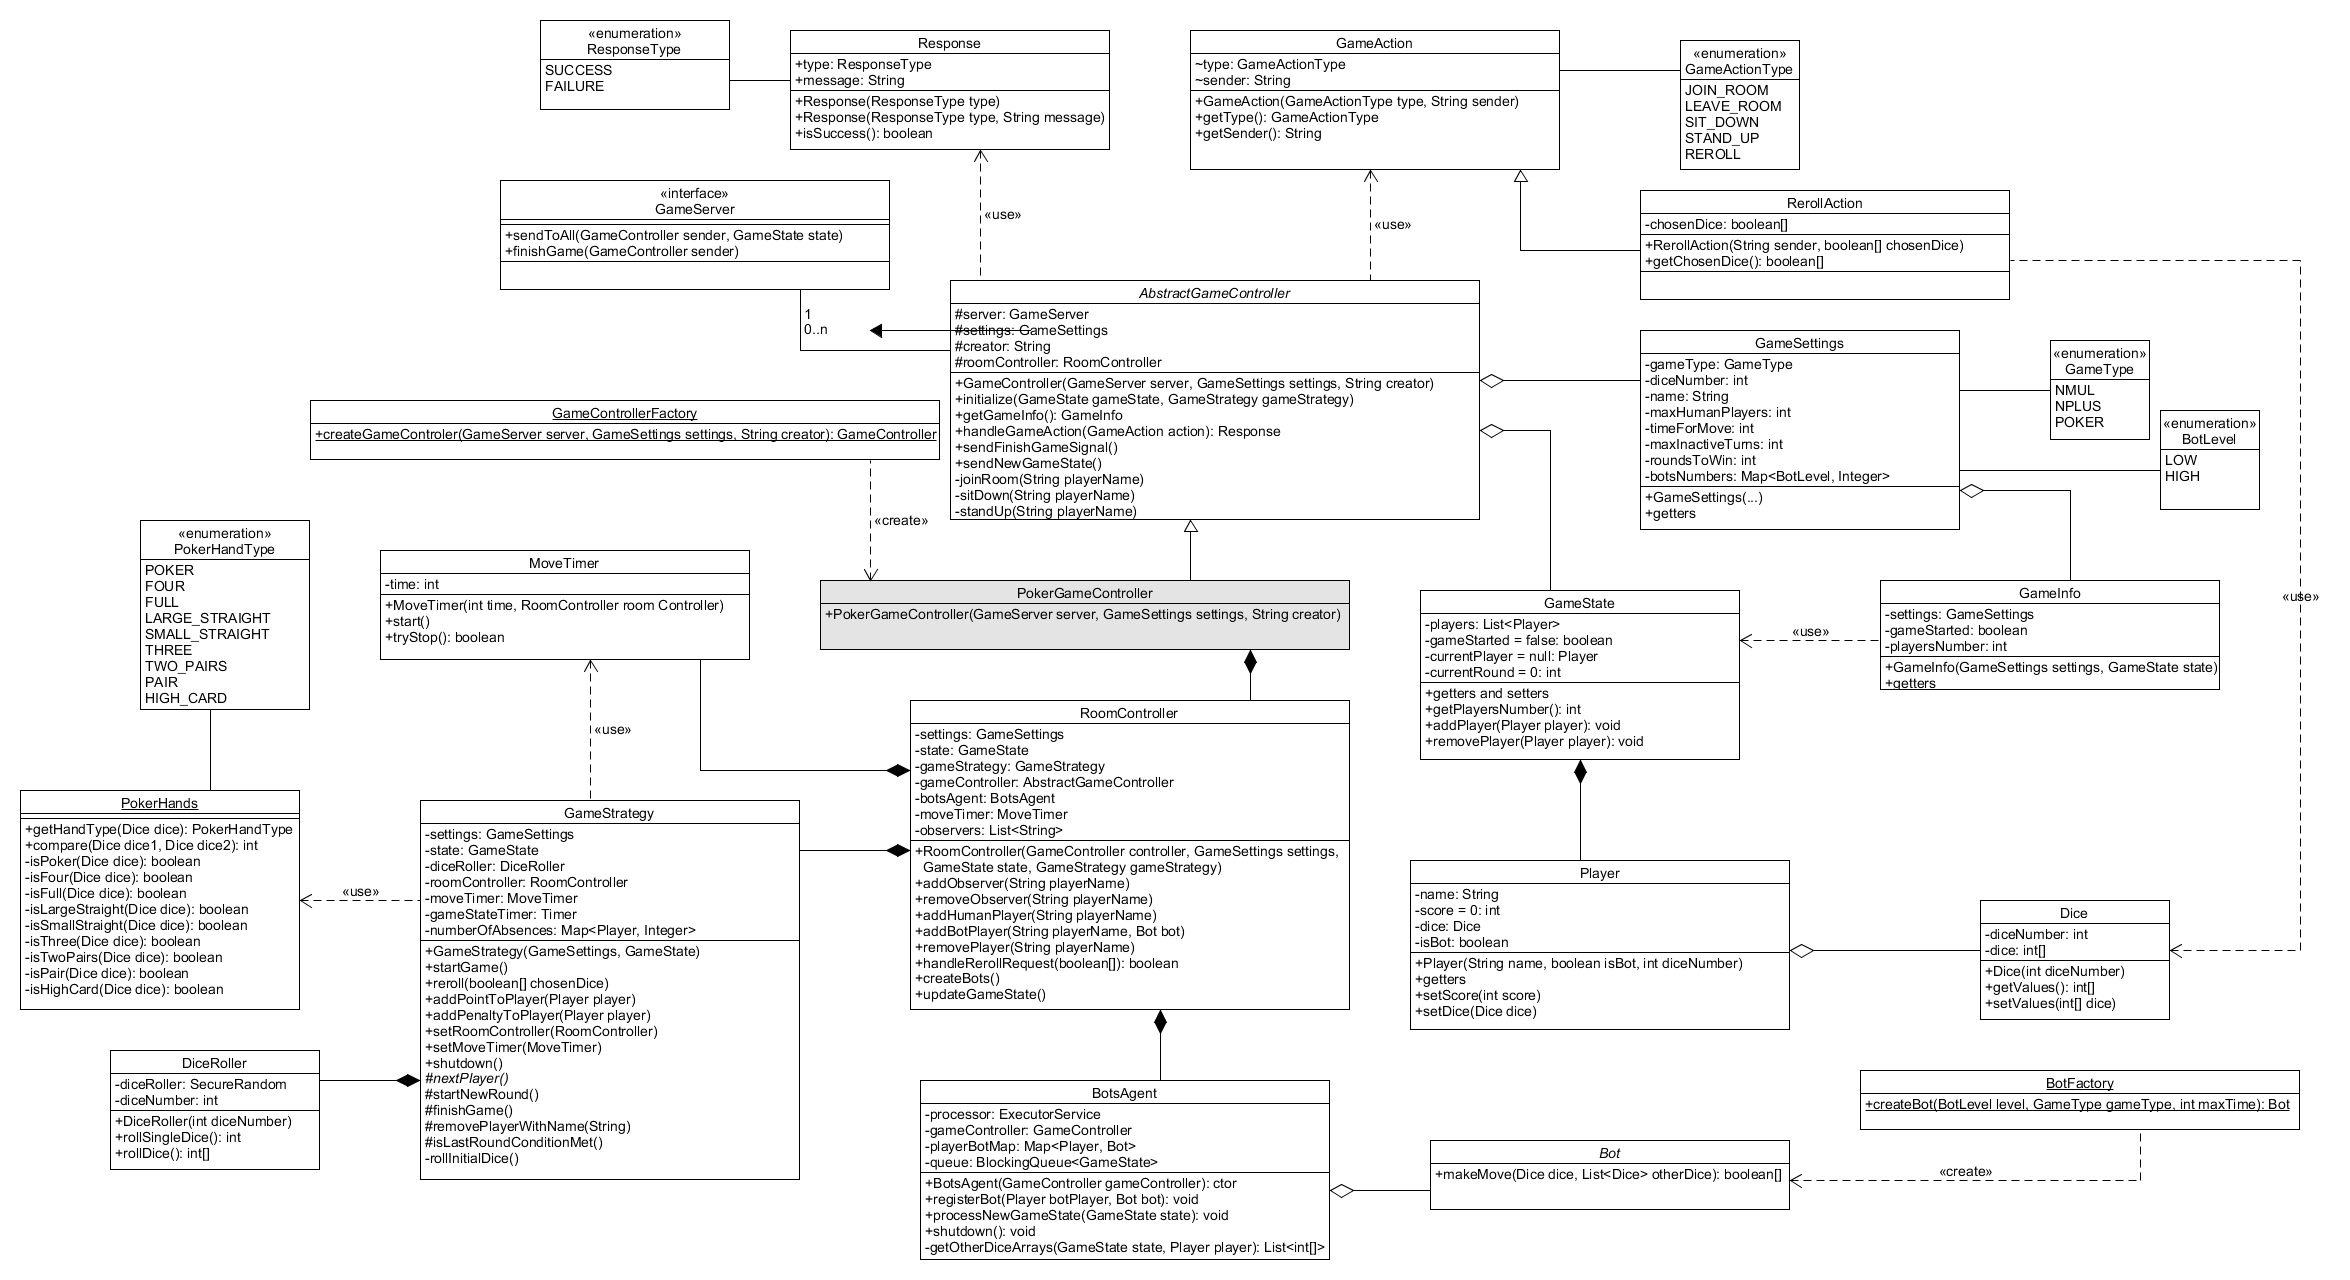 «enumeration»
ResponseType
SUCCESS
FAILURE
Response
+type: ResponseType
+message: String
+Response(ResponseType type)
+Response(ResponseType type, String message)
+isSuccess(): boolean
GameAction
~type: GameActionType
~sender: String
+GameAction(GameActionType type, String sender)
+getType(): GameActionType
+getSender(): String
«enumeration»
GameActionType
JOIN_ROOM
LEAVE_ROOM
SIT_DOWN
STAND_UP
REROLL
«interface»
GameServer
+sendToAll(GameController sender, GameState state)
+finishGame(GameController sender)
«use»
«use»
RerollAction
-chosenDice: boolean[]
+RerollAction(String sender, boolean[] chosenDice)
+getChosenDice(): boolean[]
1
0..n
AbstractGameController
#server: GameServer
#settings: GameSettings
#creator: String
#roomController: RoomController
+GameController(GameServer server, GameSettings settings, String creator)
+initialize(GameState gameState, GameStrategy gameStrategy)
+getGameInfo(): GameInfo
+handleGameAction(GameAction action): Response
+sendFinishGameSignal()
+sendNewGameState()
-joinRoom(String playerName)
-sitDown(String playerName)
-standUp(String playerName)
GameSettings
-gameType: GameType
-diceNumber: int
-name: String
-maxHumanPlayers: int
-timeForMove: int
-maxInactiveTurns: int
-roundsToWin: int
-botsNumbers: Map<BotLevel, Integer>
+GameSettings(...)
+getters
«enumeration»
GameType
NMUL
NPLUS
POKER
«enumeration»
BotLevel
LOW
HIGH
GameControllerFactory
+createGameControler(GameServer server, GameSettings settings, String creator): GameController
«create»
«enumeration»
PokerHandType
POKER
FOUR
FULL
LARGE_STRAIGHT
SMALL_STRAIGHT
THREE
TWO_PAIRS
PAIR
HIGH_CARD
MoveTimer
-time: int
+MoveTimer(int time, RoomController room Controller)
+start()
+tryStop(): boolean
PokerGameController
+PokerGameController(GameServer server, GameSettings settings, String creator)
GameState
-players: List<Player>
-gameStarted = false: boolean
-currentPlayer = null: Player
-currentRound = 0: int
+getters and setters
+getPlayersNumber(): int
+addPlayer(Player player): void
+removePlayer(Player player): void
«use»
GameInfo
-settings: GameSettings
-gameStarted: boolean
-playersNumber: int
+GameInfo(GameSettings settings, GameState state)
+getters
«use»
«use»
RoomController
-settings: GameSettings
-state: GameState
-gameStrategy: GameStrategy
-gameController: AbstractGameController
-botsAgent: BotsAgent
-moveTimer: MoveTimer
-observers: List<String>
+RoomController(GameController controller, GameSettings settings,
GameState state, GameStrategy gameStrategy)
+addObserver(String playerName)
+removeObserver(String playerName)
+addHumanPlayer(String playerName)
+addBotPlayer(String playerName, Bot bot)
+removePlayer(String playerName)
+handleRerollRequest(boolean[]): boolean
+createBots()
+updateGameState()
PokerHands
+getHandType(Dice dice): PokerHandType
+compare(Dice dice1, Dice dice2): int
-isPoker(Dice dice): boolean
-isFour(Dice dice): boolean
-isFull(Dice dice): boolean
-isLargeStraight(Dice dice): boolean
-isSmallStraight(Dice dice): boolean
-isThree(Dice dice): boolean
-isTwoPairs(Dice dice): boolean
-isPair(Dice dice): boolean
-isHighCard(Dice dice): boolean
«use»
GameStrategy
-settings: GameSettings
-state: GameState
-diceRoller: DiceRoller
-roomController: RoomController
-moveTimer: MoveTimer
-gameStateTimer: Timer
-numberOfAbsences: Map<Player, Integer>
+GameStrategy(GameSettings, GameState)
+startGame()
+reroll(boolean[] chosenDice)
+addPointToPlayer(Player player)
+addPenaltyToPlayer(Player player)
+setRoomController(RoomController)
+setMoveTimer(MoveTimer)
+shutdown()
#nextPlayer()
#startNewRound()
#finishGame()
#removePlayerWithName(String)
#isLastRoundConditionMet()
-rollInitialDice()
Player
-name: String
-score = 0: int
-dice: Dice
-isBot: boolean
+Player(String name, boolean isBot, int diceNumber)
+getters
+setScore(int score)
+setDice(Dice dice)
Dice
-diceNumber: int
-dice: int[]
+Dice(int diceNumber)
+getValues(): int[]
+setValues(int[] dice)
DiceRoller
-diceRoller: SecureRandom
-diceNumber: int
+DiceRoller(int diceNumber)
+rollSingleDice(): int
+rollDice(): int[]
BotsAgent
-processor: ExecutorService
-gameController: GameController
-playerBotMap: Map<Player, Bot>
-queue: BlockingQueue<GameState>
+BotsAgent(GameController gameController): ctor
+registerBot(Player botPlayer, Bot bot): void
+processNewGameState(GameState state): void
+shutdown(): void
-getOtherDiceArrays(GameState state, Player player): List<int[]>
Bot
+makeMove(Dice dice, List<Dice> otherDice): boolean[]
BotFactory
+createBot(BotLevel level, GameType gameType, int maxTime): Bot
«create»